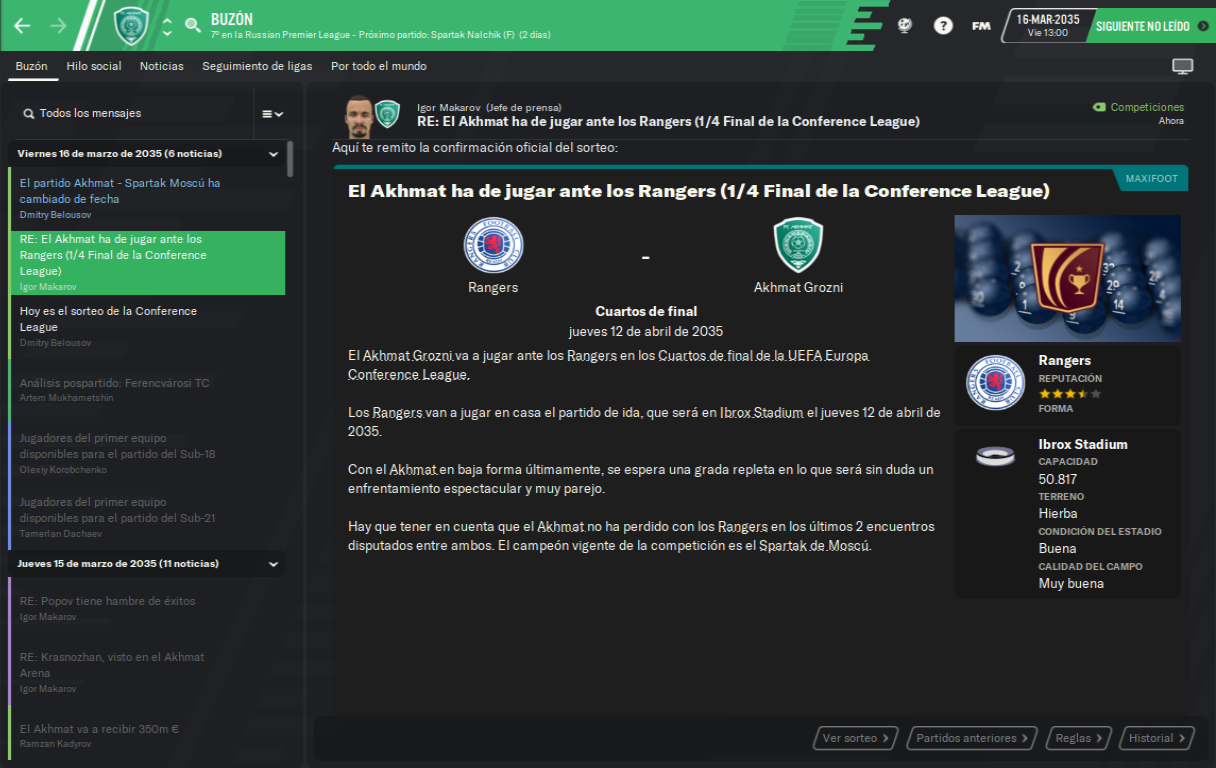 BUZÓN
7º en la Russian Premier League - Próximo partido: Spartak Nalchik (F) (2 días)
FM
16-MAR-2035
Vie 13:00
SIGUIENTE NO LEÍDO
Buzón
Hilo social
Noticias
Seguimiento de ligas
Por todo el mundo
Todos los mensajes
Viernes 16 de marzo de 2035 (6 noticias)
El partido Akhmat - Spartak Moscú ha
cambiado de fecha
Dmitry Belousov
RE: El Akhmat ha de jugar ante los
Rangers (1/4 Final de la Conference
League)
Igor Makarov
Hoy es el sorteo de la Conference
League
Dmitry Belousov
Análisis pospartido: Ferencvárosi TC
Artem Mukhametshin
Jugadores del primer equipo
disponibles para el partido del Sub-18
Olexiy Korobchenko
Jugadores del primer equipo
disponibles para el partido del Sub-21
Tamerlan Dachaev
Jueves 15 de marzo de 2035 (11 noticias)
RE: Popov tiene hambre de éxitos
Igor Makarov
RE: Krasnozhan, visto en el Akhmat
Arena
Igor Makarov
El Akhmat va a recibir 350m €
Ramzan Kadyrov
Igor Makarov (Jefe de prensa)
RE: El Akhmat ha de jugar ante los Rangers (1/4 Final de la Conference League)
Competiciones
Ahora
Aquí te remito la confirmación oficial del sorteo:
El Akhmat ha de jugar ante los Rangers (1/4 Final de la Conference League)
MAXIFOOT
Rangers
-
Akhmat Grozni
Cuartos de final
jueves 12 de abril de 2035
El Akhmat Grozni va a jugar ante los Rangers en los Cuartos de final de la UEFA Europa
Conference League.
Los Rangers van a jugar en casa el partido de ida, que será en Ibrox Stadium el jueves 12 de abril de
2035.
Con el Akhmat en baja forma últimamente, se espera una grada repleta en lo que será sin duda un
enfrentamiento espectacular y muy parejo.
Hay que tener en cuenta que el Akhmat no ha perdido con los Rangers en los últimos 2 encuentros
disputados entre ambos. El campeón vigente de la competición es el Spartak de Moscú.
Rangers
REPUTACIÓN
FORMA
Ibrox Stadium
CAPACIDAD
50.817
TERRENO
Hierba
CONDICIÓN DEL ESTADIO
Buena
CALIDAD DEL CAMPO
Muy buena
Ver sorteo
Partidos anteriores
Reglas
Historial